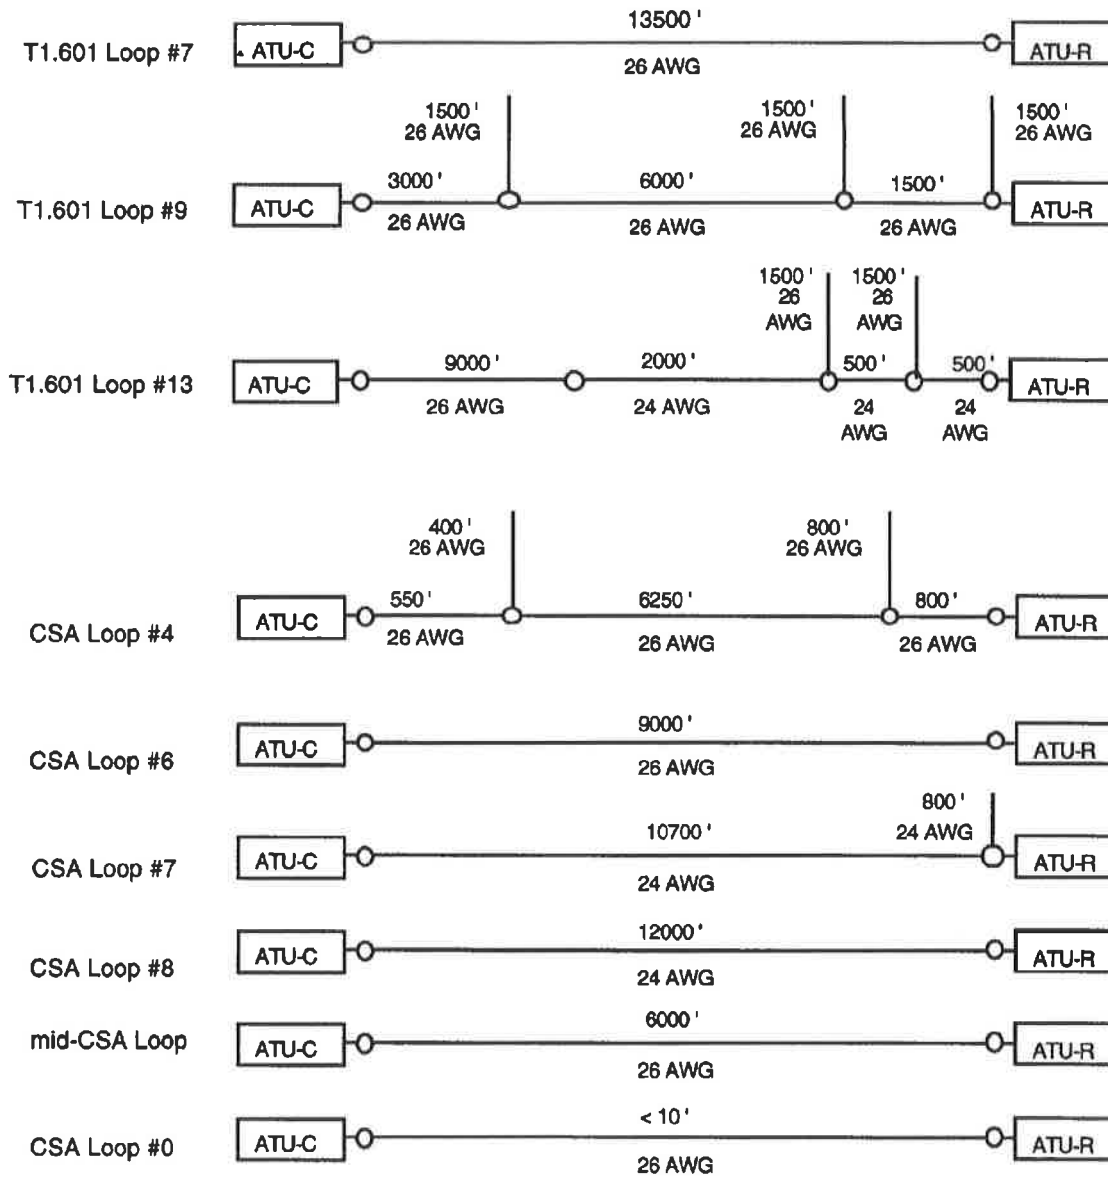 T1.601 Loop #7
ATU-C
13500 '
26 AWG
ATU-R
T1.601 Loop #9
ATU-C
3000 '
26 AWG
1500 '
26 AWG
6000 '
26 AWG
1500 '
26 AWG
1500 '
26 AWG
1500 '
26 AWG
ATU-R
T1.601 Loop #13
ATU-C
9000 '
26 AWG
2000 '
24 AWG
1500 '
26
AWG
500 '
24
AWG
1500 '
26
AWG
500 '
24
AWG
ATU-R
CSA Loop #4
ATU-C
550 '
26 AWG
400 '
26 AWG
6250 '
26 AWG
800 '
26 AWG
800 '
26 AWG
ATU-R
CSA Loop #6
ATU-C
9000 '
26 AWG
ATU-R
CSA Loop #7
ATU-C
10700 '
24 AWG
800 '
24 AWG
ATU-R
CSA Loop #8
ATU-C
12000 '
24 AWG
ATU-R
mid-CSA Loop
ATU-C
6000 '
26 AWG
ATU-R
CSA Loop #0
ATU-C
< 10 '
26 AWG
ATU-R